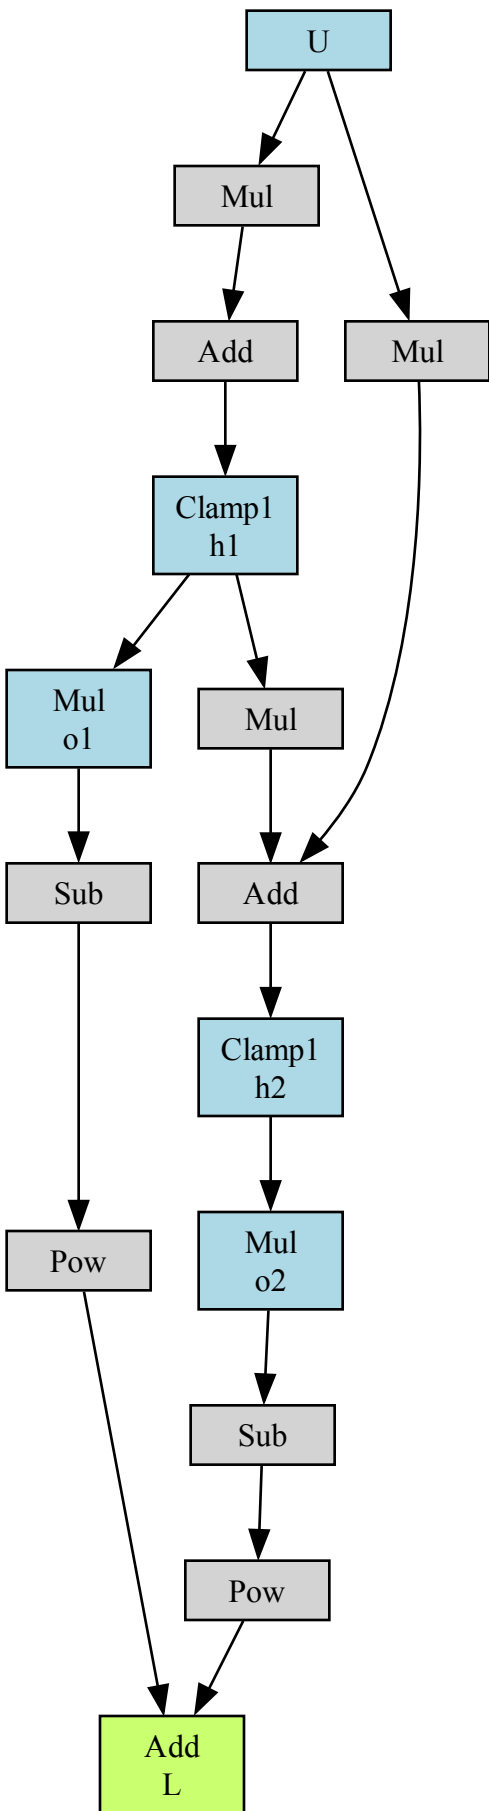 U
Mul
Add
Mul
Clamp1
h1
Mul
o1
Mul
Sub
Add
Clamp1
h2
Mul
o2
Pow
Sub
Pow
Add
L